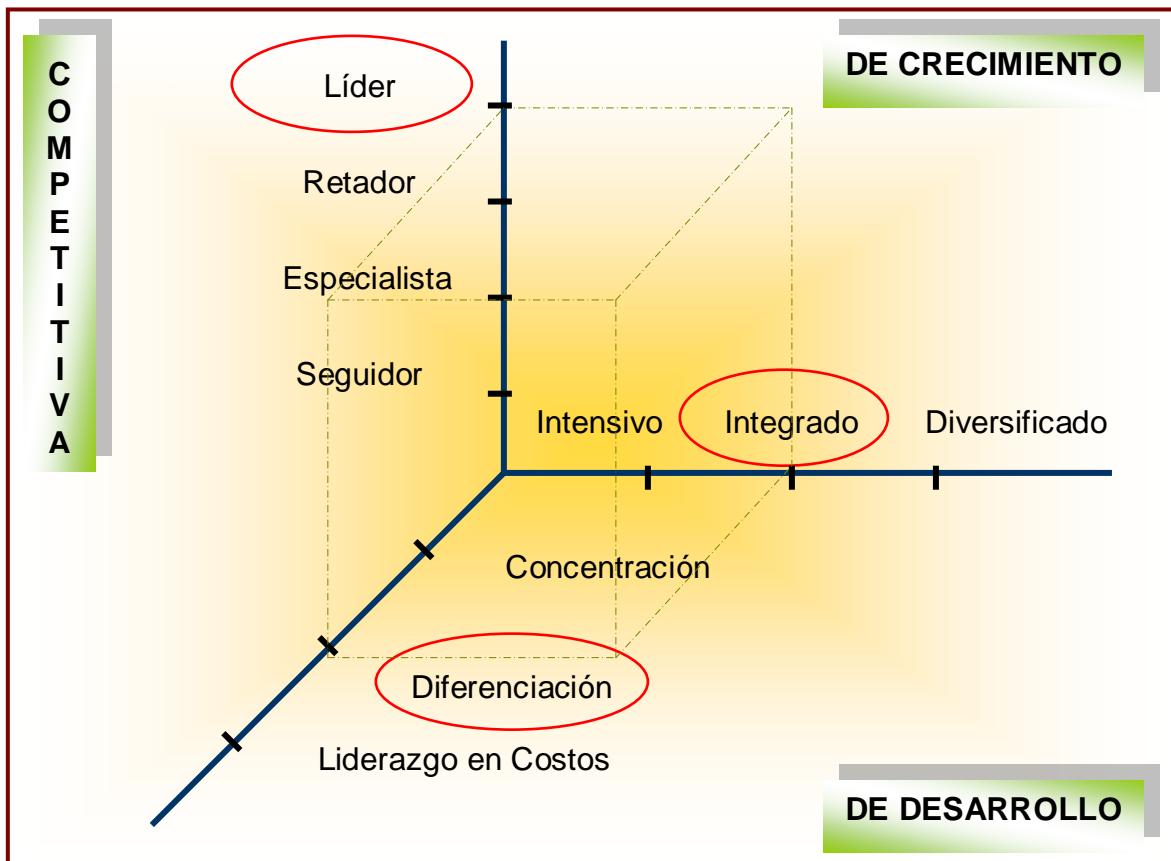 COMPETITIVA
DE CRECIMIENTO
Líder
Retador
Especialista
Seguidor
Intensivo Integrado Diversificado
Concentración
Diferenciación
Liderazgo en Costos
DE DESARROLLO